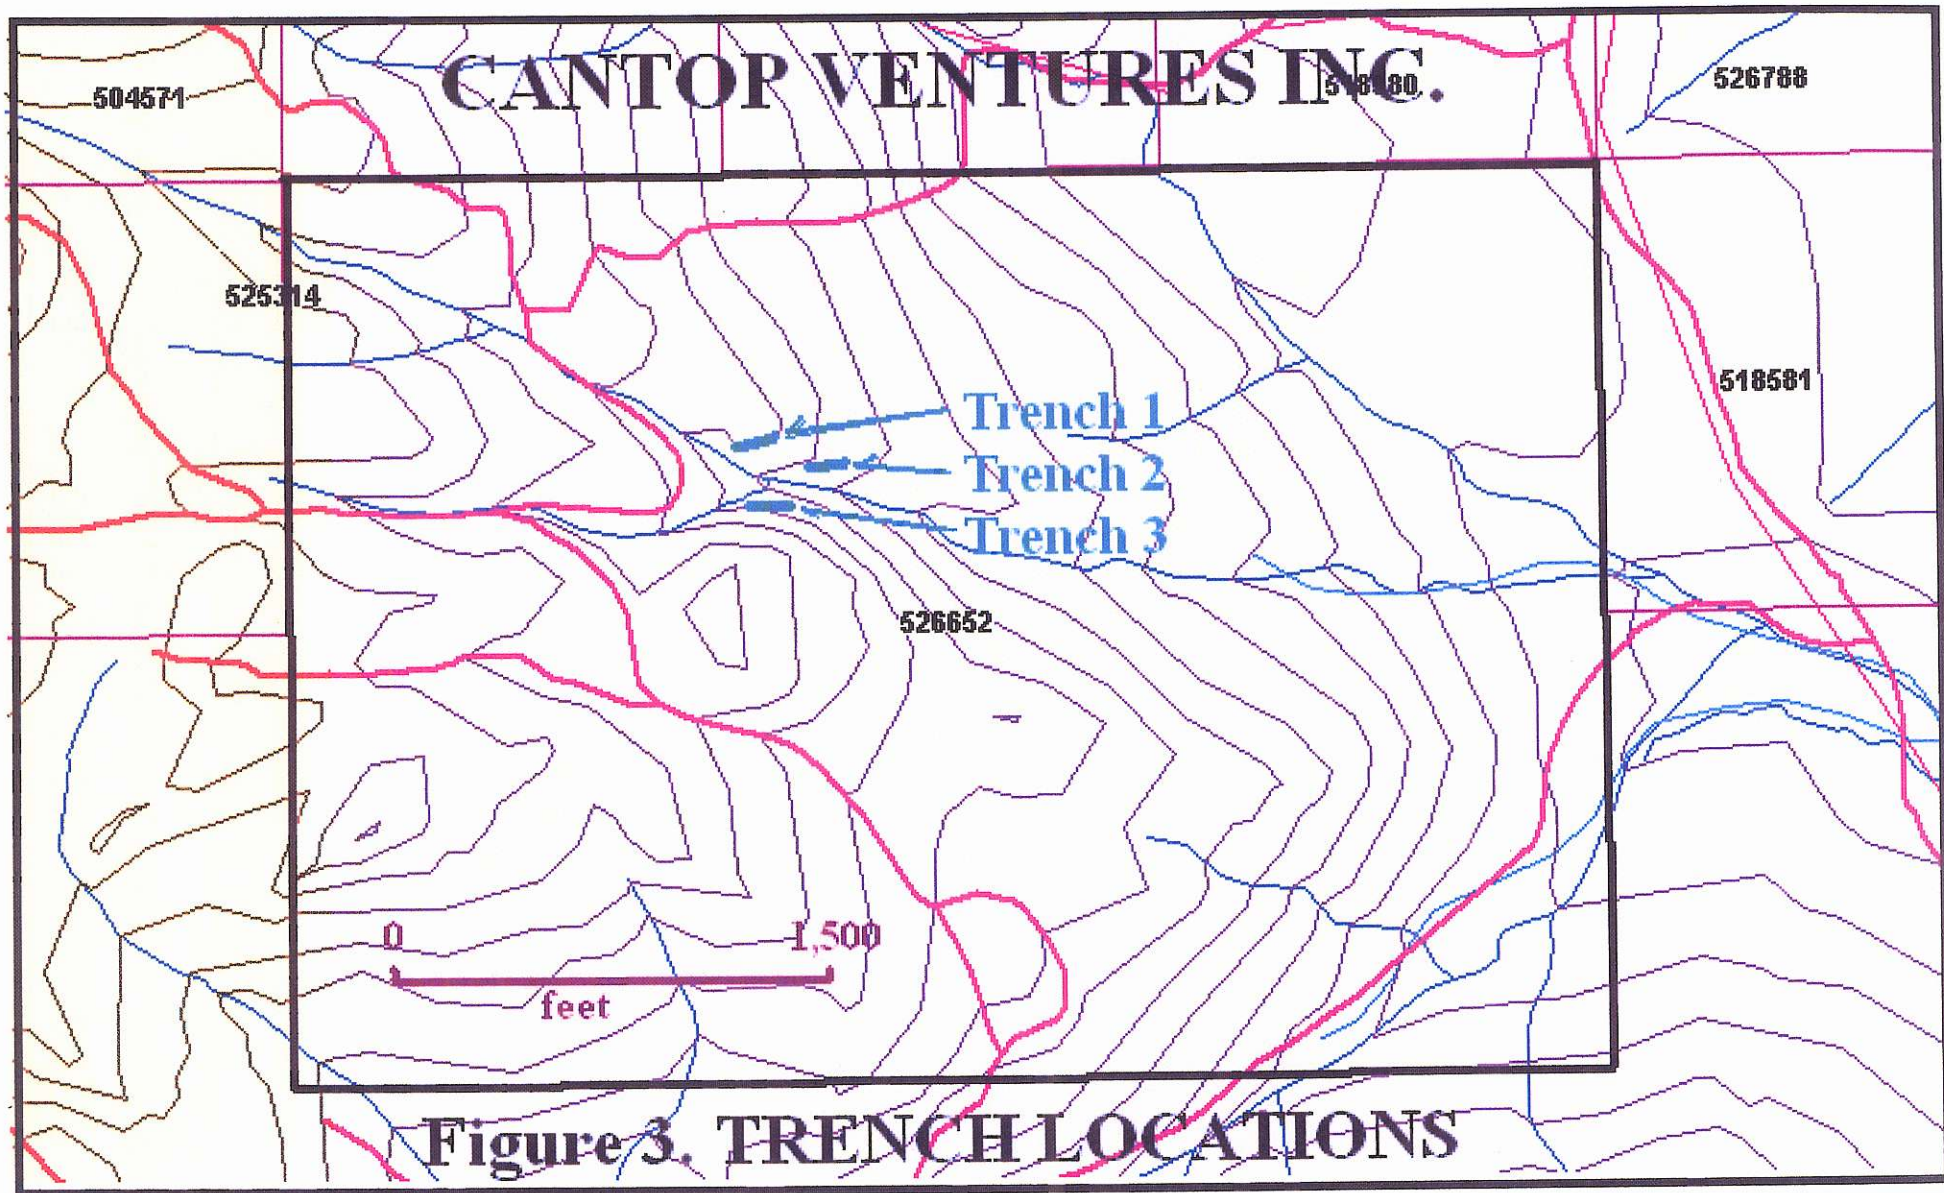 CANTOP VENTURES INC.
504571
526788
525314
518581
Trench 1
Trench 2
Trench 3
526652
0 1,500
feet
Figure 3. TRENCH LOCATIONS